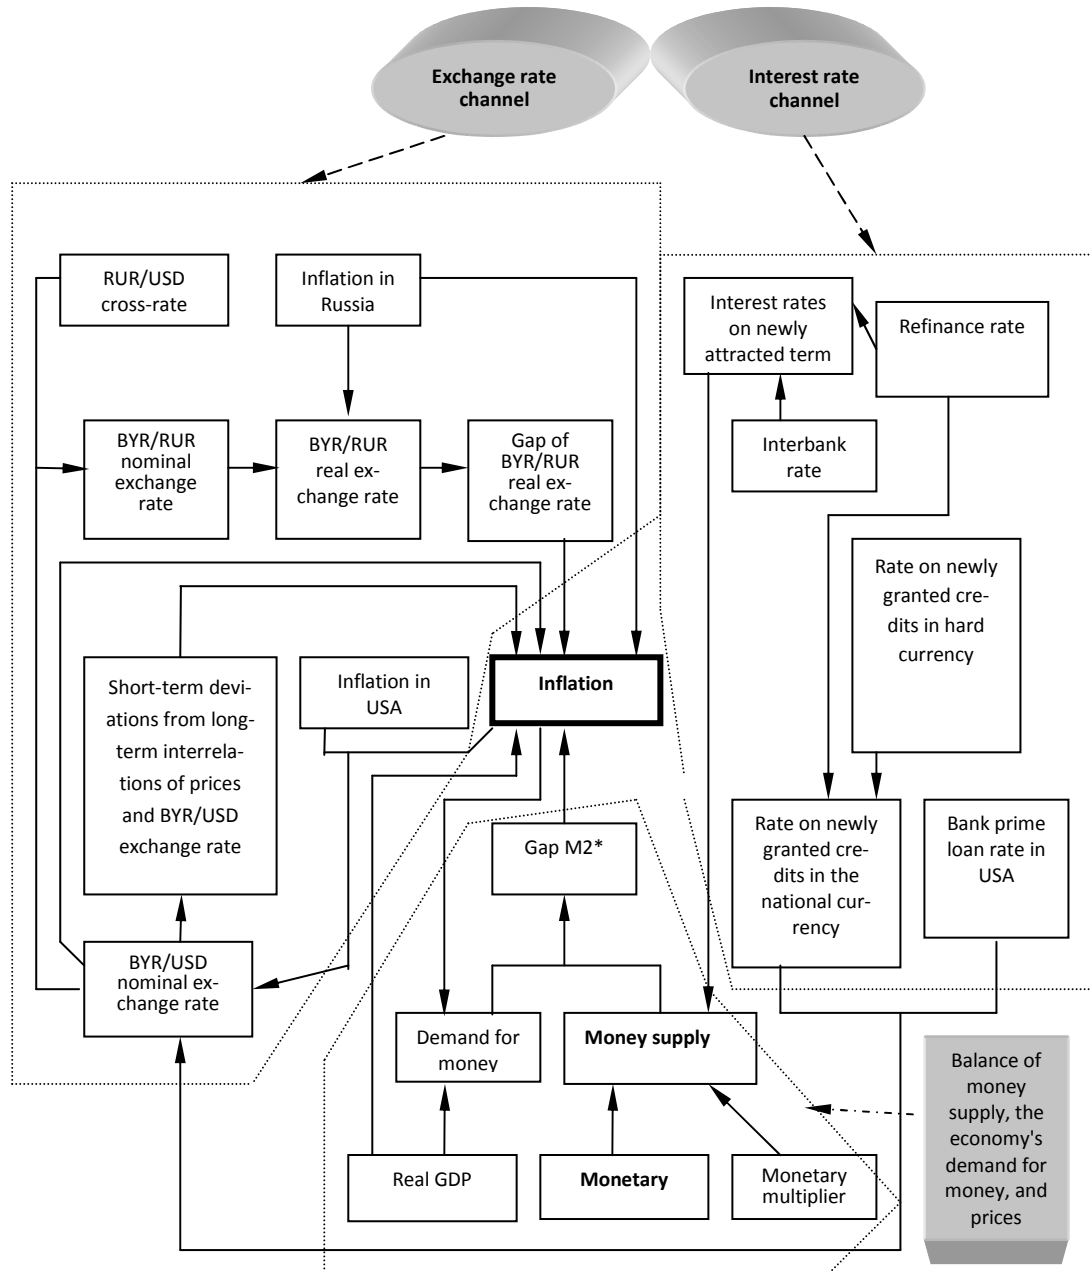 Exchange rate
channel
Interest rate
channel
RUR/USD
cross-rate
Inflation in
Russia
Interest rates
on newly
attracted term
Refinance rate
BYR/RUR
nominal
exchange
rate
BYR/RUR
real ex-
change rate
Gap of
BYR/RUR
real ex-
change rate
Interbank
rate
Rate on newly
granted cre-
dits in hard
currency
Short-term devi-
ations from long-
term interrela-
tions of prices
and BYR/USD
exchange rate
Inflation in
USA
Inflation
Gap M2*
Rate on newly
granted cre-
dits in the
national cur-
rency
Bank prime
loan rate in
USA
BYR/USD
nominal ex-
change rate
Demand for
money
Money supply
Balance of
money
supply, the
economy's
demand for
money, and
prices
Real GDP
Monetary
Monetary
multiplier